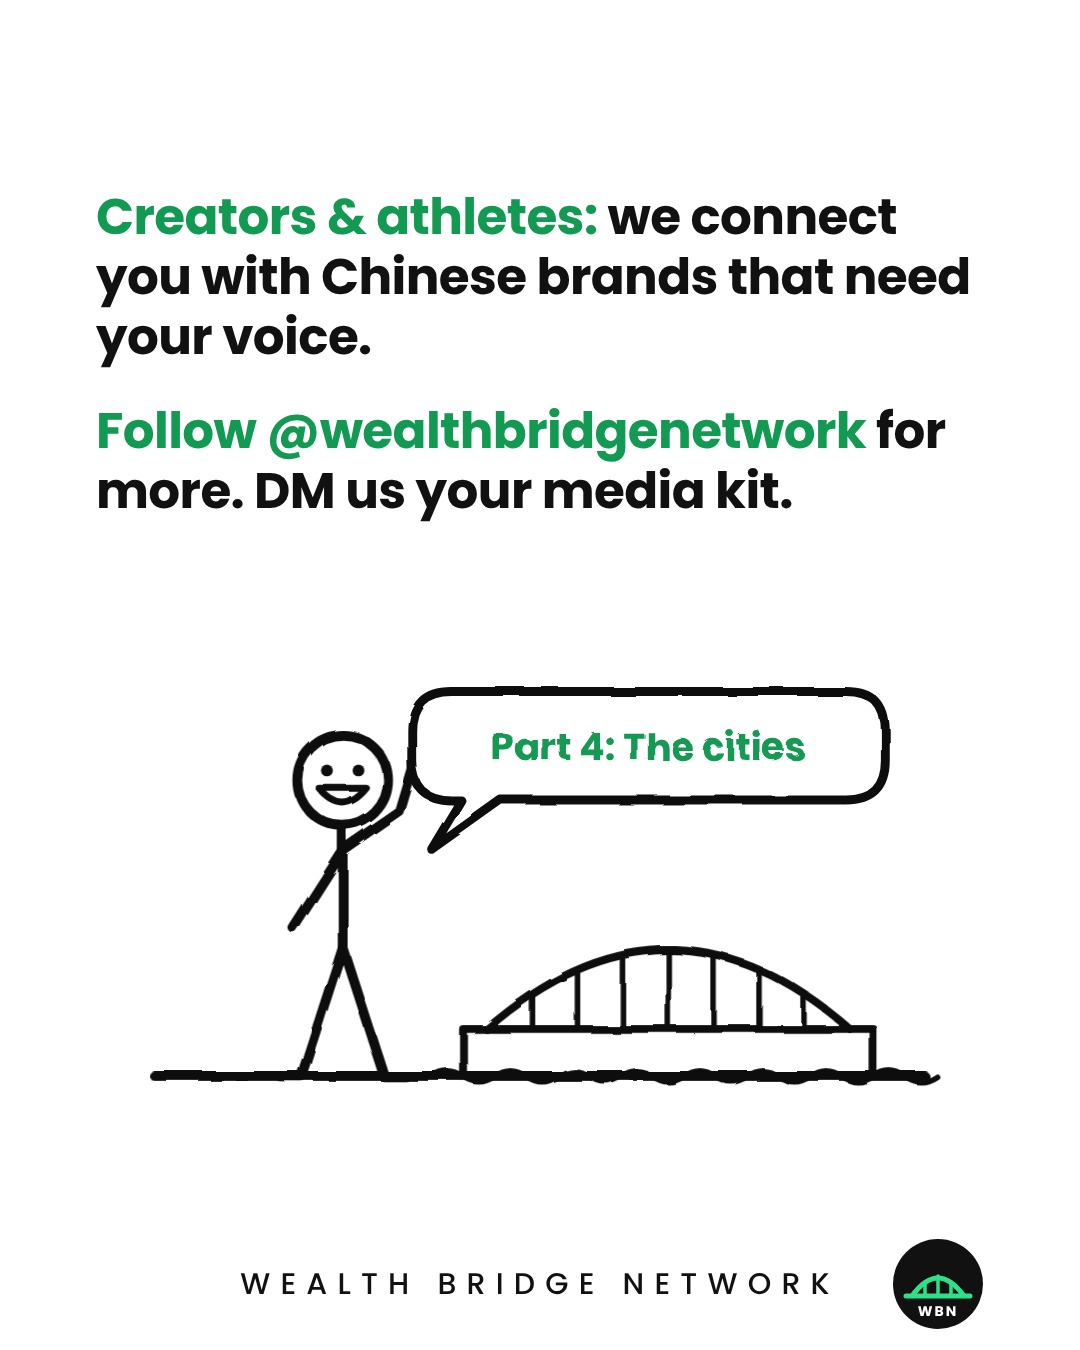 Creators & athletes: we connect
you with Chinese brands that need
your voice.
Follow @wealthbridgenetwork for
more. DM us your media kit.
Part 4: The cities
WEALTH BRIDGE NETWORK
WBN